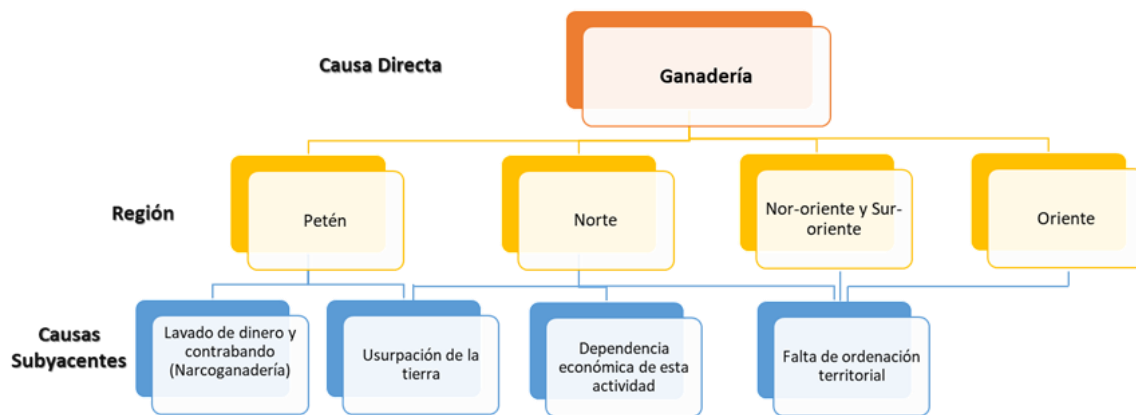 Causa Directa
Ganadería
Región
Petén
Norte
Nor-oriente y Sur-
oriente
Oriente
Causas
Subyacentes
Lavado de dinero y
contrabando
(Narcoganadería)
Usurpación de la
tierra
Dependencia
económica de esta
actividad
Falta de ordenación
territorial